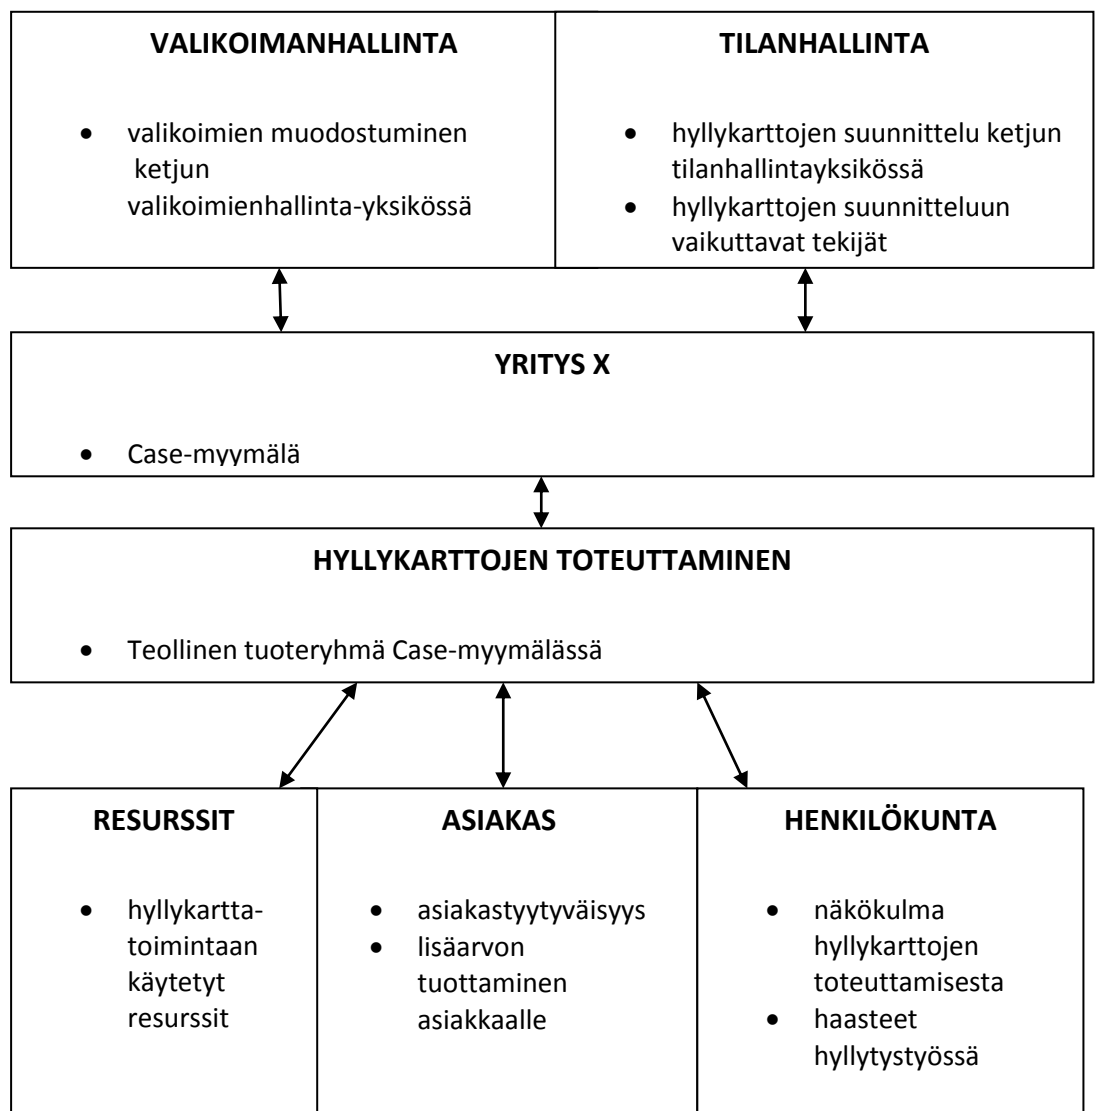 VALIKOIMANHALLINTA
• valikoimien muodostuminen
ketjun
valikoimienhallinta-yksikössä
TILANHALLINTA
• hyllykarttojen suunnittelu ketjun
tilanhallintayksikössä
• hyllykarttojen suunnitteluun
vaikuttavat tekijät
YRITYS X
• Case-myymälä
HYLLYKARTTOJEN TOTEUTTAMINEN
• Teollinen tuoteryhmä Case-myymälässä
RESURSSIT
• hyllykartta-
toimintaan
käytetyt
resurssit
ASIAKAS
• asiakastyytyväisyys
• lisäarvon
tuottaminen
asiakkaalle
HENKILÖKUNTA
• näkökulma
hyllykarttojen
toteuttamisesta
• haasteet
hyllytystyössä